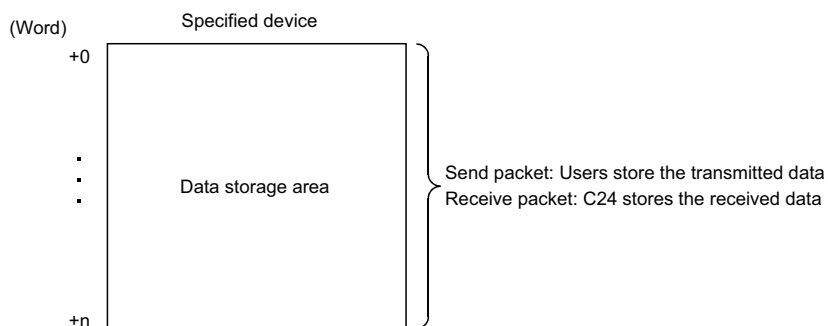 Specified device
(Word)
+0
Data storage area
Send packet: Users store the transmitted data
Receive packet: C24 stores the received data
+n